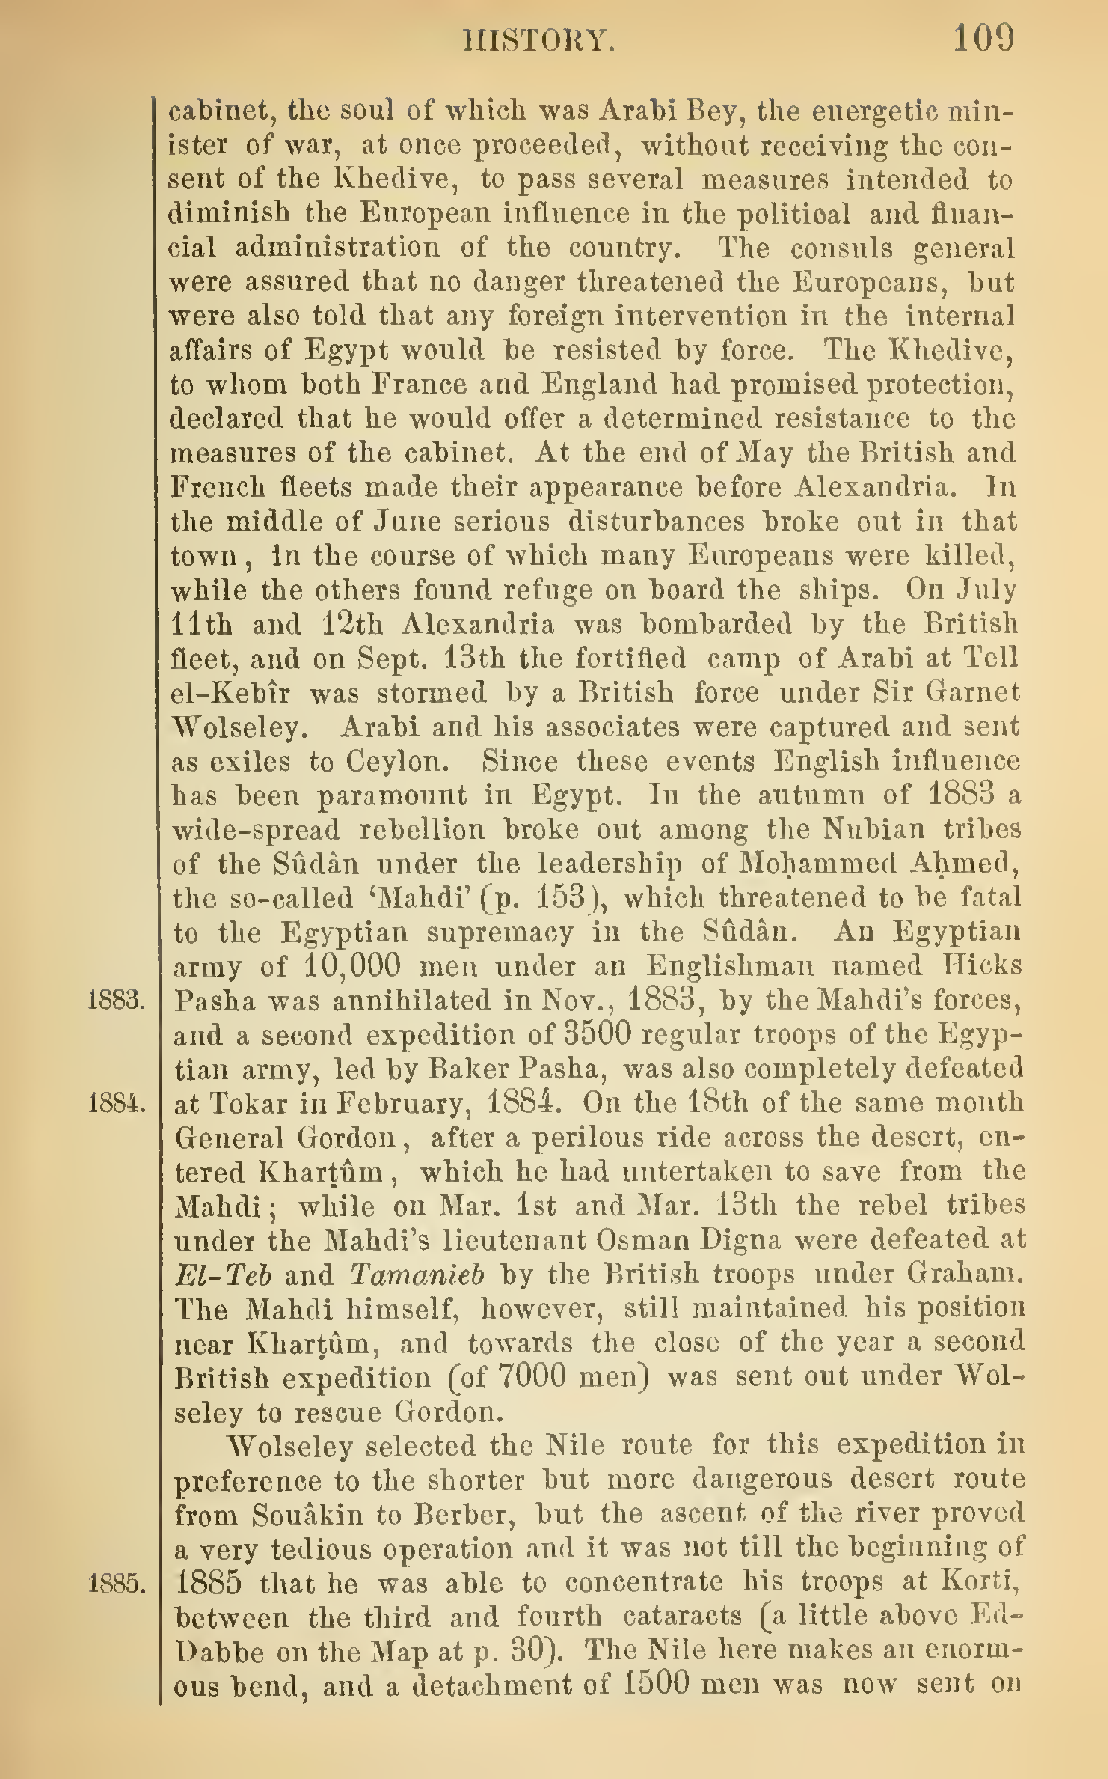 HISTORY. 109
cabinet, the soul of which was Arabi Bey, the energetic min-
ister of war, at once proceeded, without receiving the con-
sent of the Khedive, to pass several measures intended to
diminish the European influence in the political and finan-
cial administration of the country. The consuls general
were assured that no danger threatened the Europeans, but
were also told that any foreign intervention in the internal
affairs of Egypt would be resisted by force. The Khedive,
to whom both France and England had promised protection,
declared that he would offer a determined resistance to the
measures of the cabinet. At the end of May the British and
French fleets made their appearance before Alexandria. In
the middle of June serious disturbances broke out in that
town, in the course of which many Europeans were killed,
while the others found refuge on board the ships. On July
11th and 12th Alexandria was bombarded by the British
fleet, and on Sept. 13th the fortified camp of Arabi at Tell
el-Kebîr was stormed by a British force under Sir Garnet
Wolseley. Arabi and his associates were captured and sent
as exiles to Ceylon. Since these events English influence
has been paramount in Egypt. In the autumn of 1883 a
wide-spread rebellion broke out among the Nubian tribes
of the Sûdân under the leadership of Moḥammed Aḥmed,
the so-called ‘Mahdi’ (p. 153), which threatened to be fatal
to the Egyptian supremacy in the Sûdân. An Egyptian
army of 10,000 men under an Englishman named Hicks
1883. Pasha was annihilated in Nov., 1883, by the Mahdi’s forces,
and a second expedition of 3500 regular troops of the Egyp-
tian army, led by Baker Pasha, was also completely defeated
1884. at Tokar in February, 1884. On the 18th of the same month
General Gordon, after a perilous ride across the desert, en-
tered Kharṭûm, which he had untertaken to save from the
Mahdi; while on Mar. 1st and Mar. 13th the rebel tribes
under the Mahdi’s lieutenant Osman Digna were defeated at
El-Teb and Tamanieb by the British troops under Graham.
The Mahdi himself, however, still maintained his position
near Kharṭûm, and towards the close of the year a second
British expedition (of 7000 men) was sent out under Wol-
seley to rescue Gordon.
Wolseley selected the Nile route for this expedition in
preference to the shorter but more dangerous desert route
from Souâkin to Berber, but the ascent of the river proved
a very tedious operation and it was not till the beginning of
1885. 1885 that he was able to concentrate his troops at Korti,
between the third and fourth cataracts (a little above Ed-
Dabbe on the Map at p. 30). The Nile here makes an enorm-
ous bend, and a detachment of 1500 men was now sent on